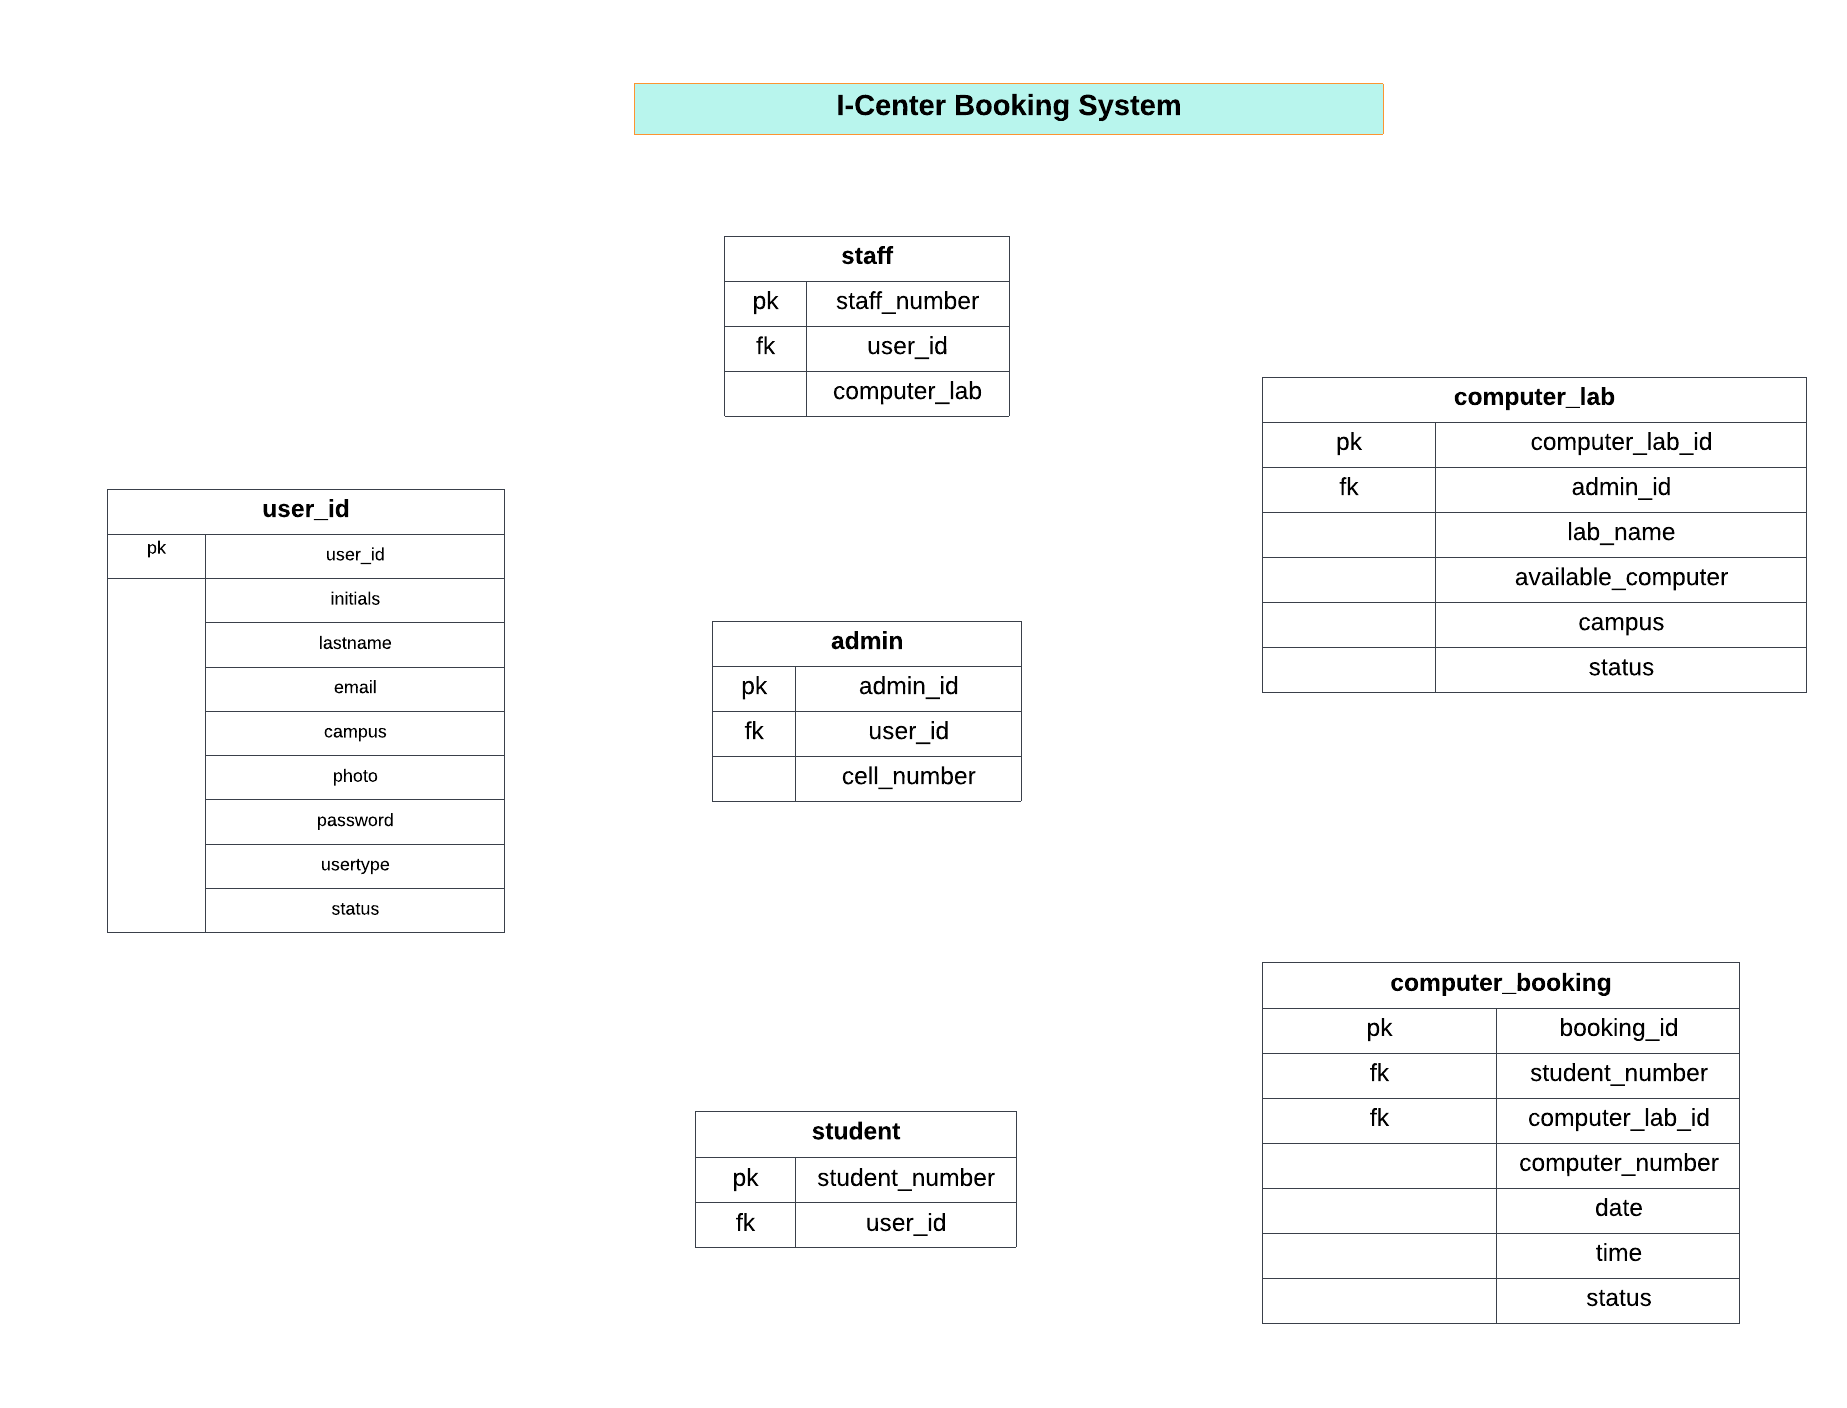 I-Center Booking System
staff
pk staff_number
fk user_id
computer_lab
computer_lab
pk computer_lab_id
fk admin_id
lab_name
available_computer
campus
status
user_id
pk user_id
initials
lastname
email
campus
photo
password
usertype
status
admin
pk admin_id
fk user_id
cell_number
computer_booking
pk booking_id
fk student_number
fk computer_lab_id
computer_number
date
time
status
student
pk student_number
fk user_id